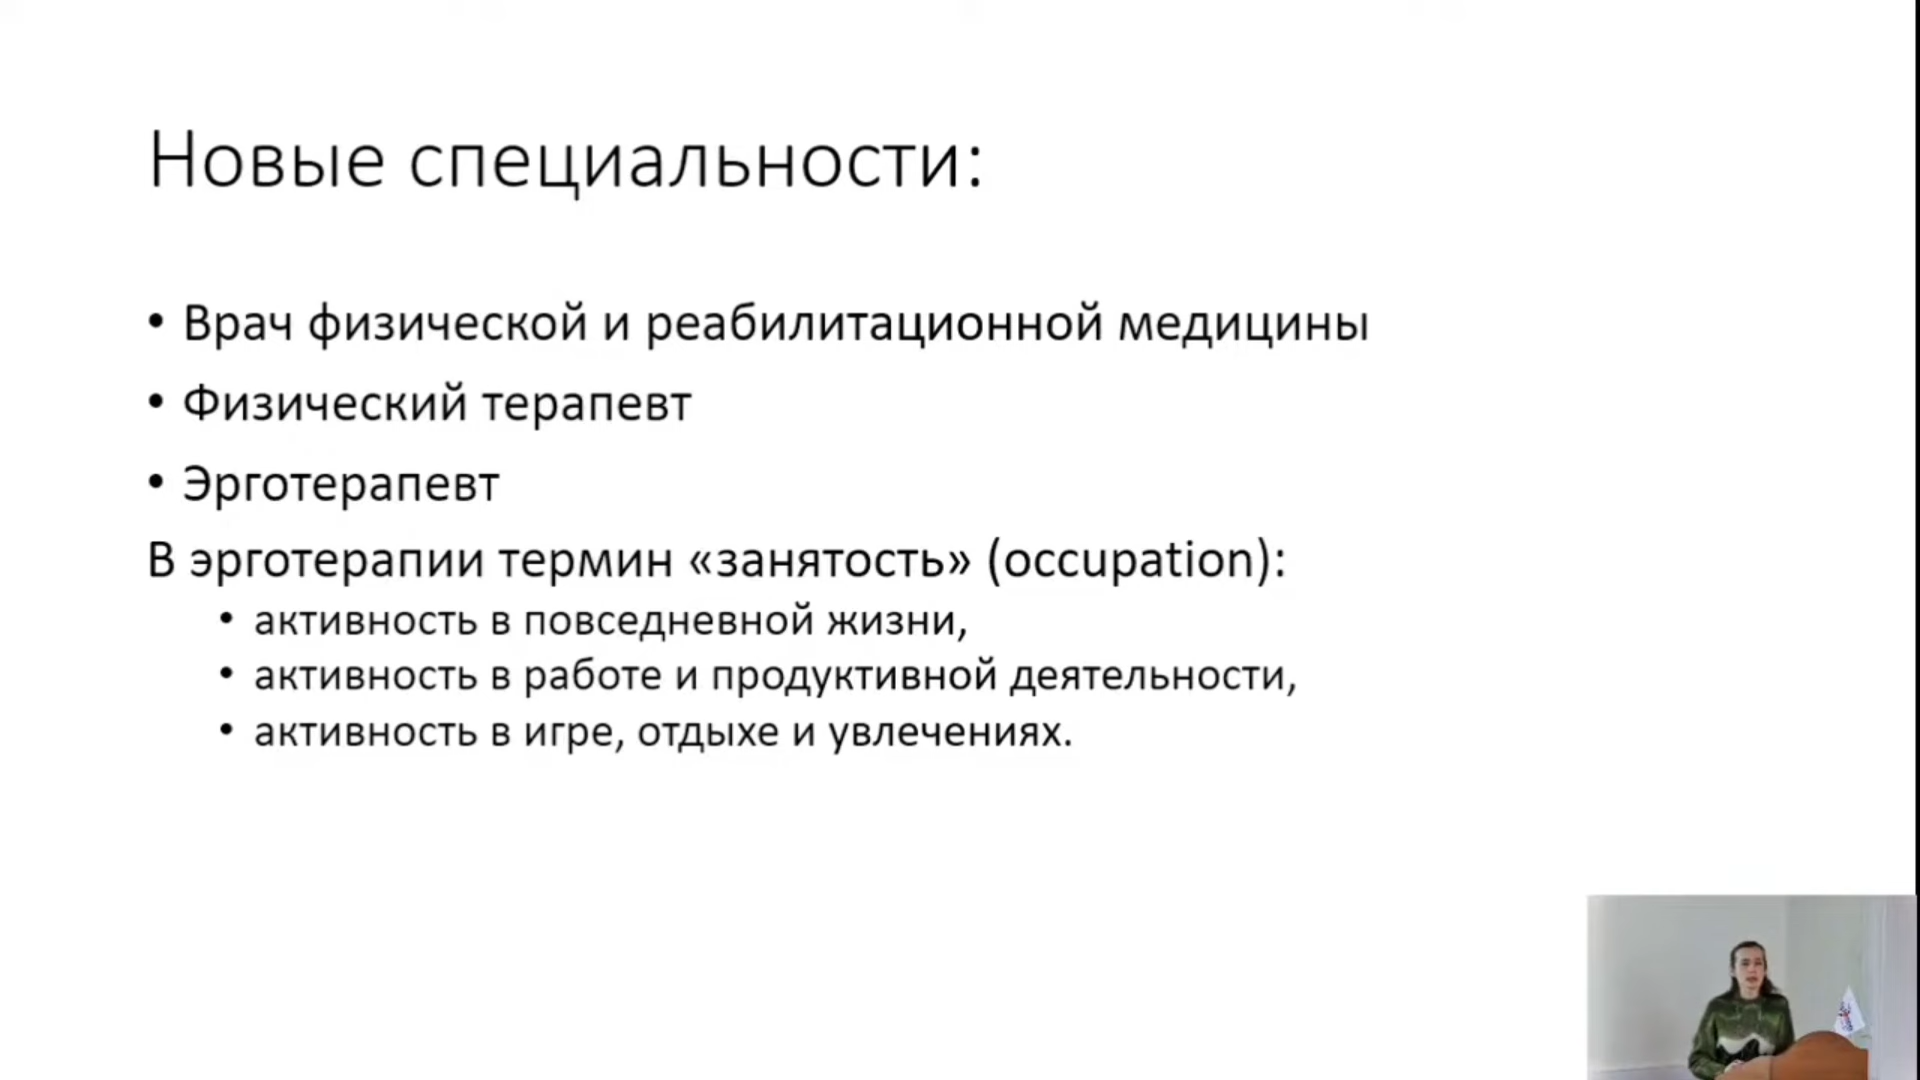 Новые специальности:
• Врач физической и реабилитационной медицины
• Физический терапевт
• Эрготерапевт
В эрготерапии термин «занятость» (occupation):
• активность в повседневной жизни,
• активность в работе и продуктивной деятельности,
• активность в игре, отдыхе и увлечениях.